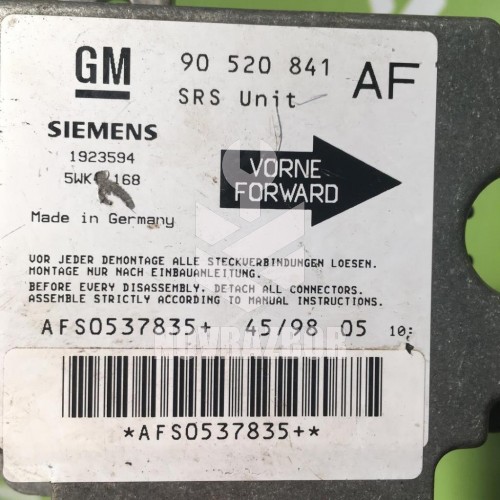 GM 90 520 841 AF
SRS Unit
SIEMENS
1923594
168
VORNE
FORWARD
Made in Germany
VOR JEDER DEMONTAGE ALLE STECKVERBINDUNGEN LOESEN.
MONTAGE NUR NACH EINBAUANLEITUNG.
BEFORE EVERY DISASSEMBLY. DETACH ALL CONNECTORS.
ASSEMBLE STRICTLY ACCORDING TO MANUAL INSTRUCTIONS.
AFS0537835+ 45/98 05 10:
*AFS0537835+*